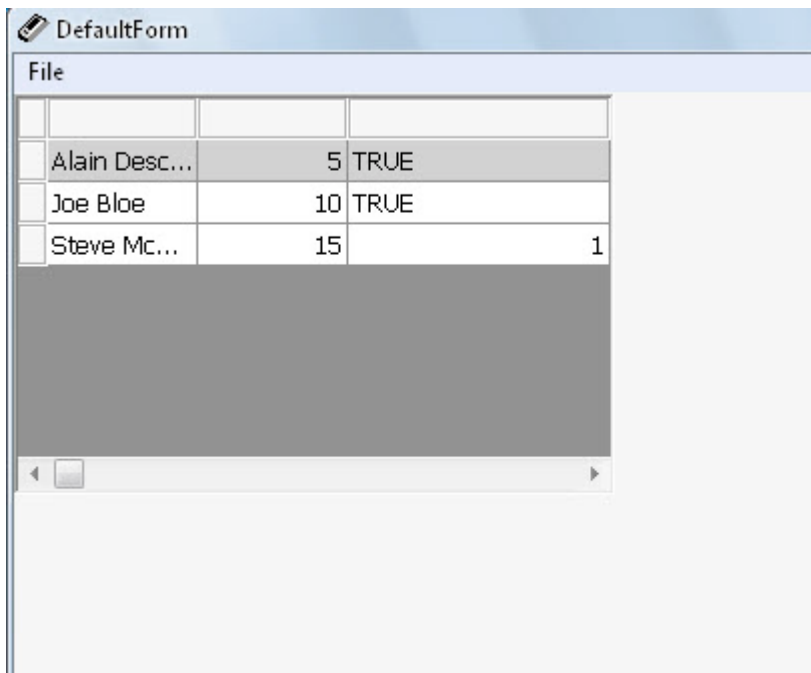 DefaultForm
File
Alain Desc... 5 TRUE
Joe Bloe 10 TRUE
Steve Mc... 15 1